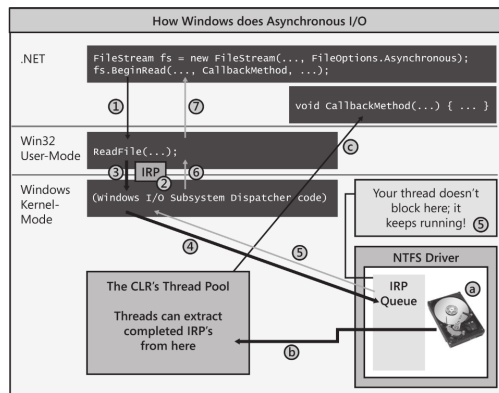 How Windows does Asynchronous I/O
.NET
FileStream fs = new FileStream(..., FileOptions.Asynchronous);
fs.BeginRead(..., CallbackMethod, ...);
1
7
void CallbackMethod(...) { ... }
c
Win32
User-Mode
ReadFile(...);
3
IRP
2
6
Windows
Kernel-
Mode
(Windows I/O Subsystem Dispatcher code)
Your thread doesn't
block here; it
keeps running! 5
4
5
NTFS Driver
IRP
Queue
a
The CLR's Thread Pool
Threads can extract
completed IRP's
from here
b